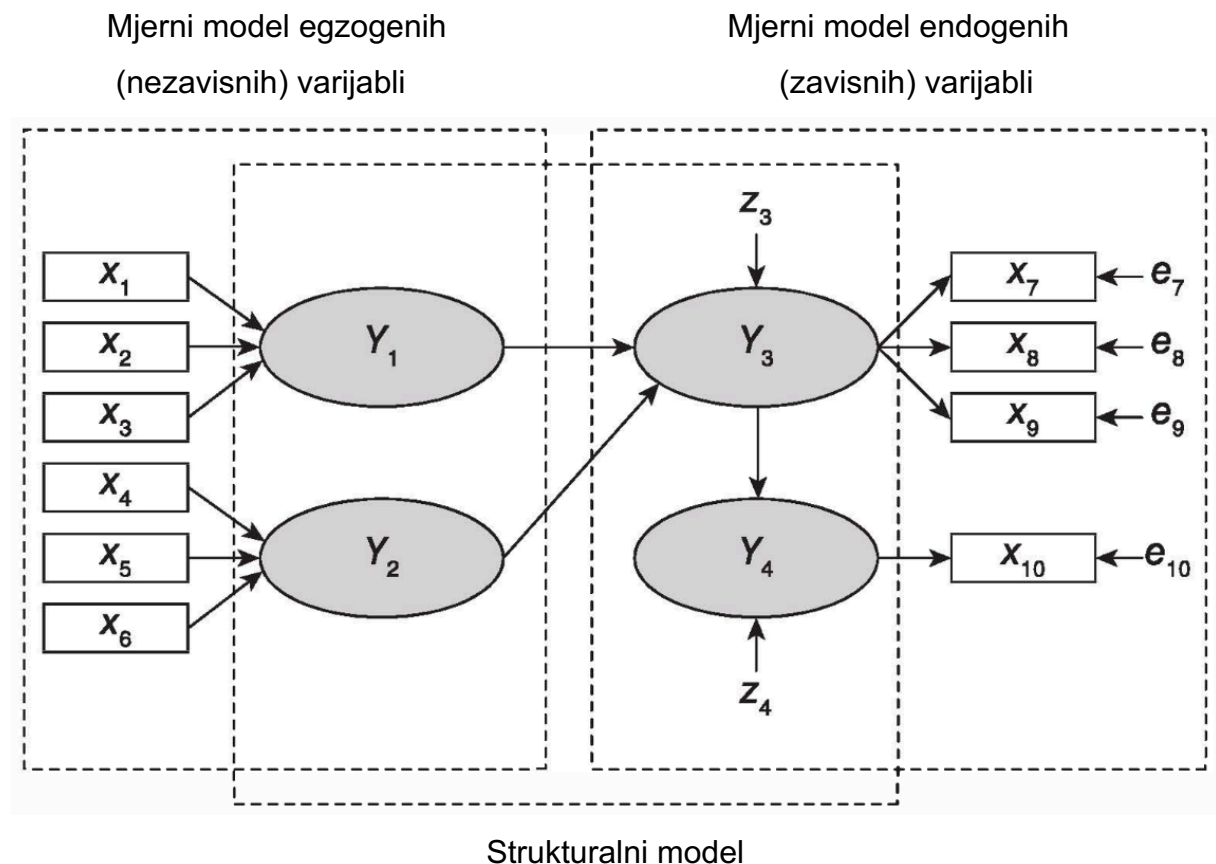 Mjerni model egzogenih
(nezavisnih) varijabli
Mjerni model endogenih
(zavisnih) varijabli
z₃
x₁
x₂
x₃
x₄
x₅
x₆
Y₁
Y₂
Y₃
Y₄
x₇
e₇
x₈
e₈
x₉
e₉
x₁₀
e₁₀
z₄
Strukturalni model